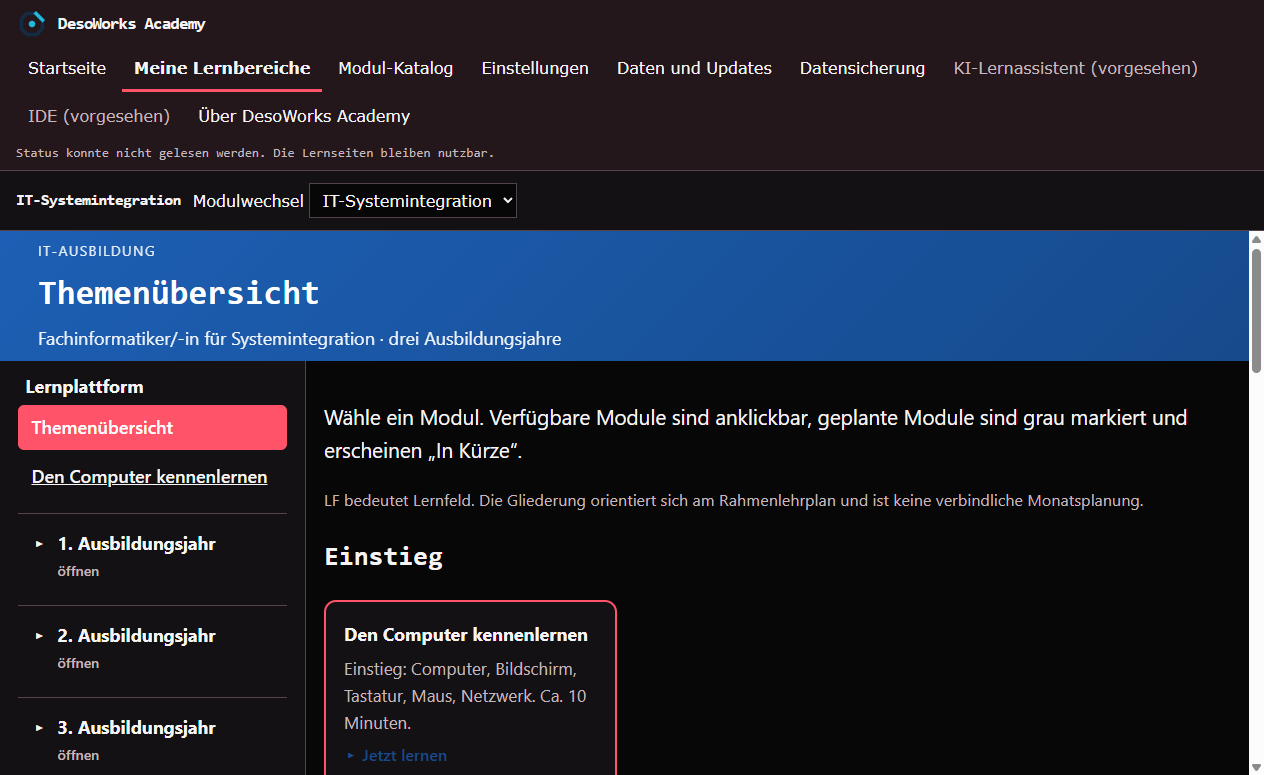 DesoWorks Academy
Startseite Meine Lernbereiche Modul-Katalog Einstellungen Daten und Updates Datensicherung KI-Lernassistent (vorgesehen)
IDE (vorgesehen) Über DesoWorks Academy
Status konnte nicht gelesen werden. Die Lernseiten bleiben nutzbar.
IT-Systemintegration Modulwechsel IT-Systemintegration
IT-AUSBILDUNG
Themenübersicht
Fachinformatiker/-in für Systemintegration · drei Ausbildungsjahre
Lernplattform
Themenübersicht
Den Computer kennenlernen
1. Ausbildungsjahr
öffnen
2. Ausbildungsjahr
öffnen
3. Ausbildungsjahr
öffnen
Wähle ein Modul. Verfügbare Module sind anklickbar, geplante Module sind grau markiert und
erscheinen „In Kürze“.
LF bedeutet Lernfeld. Die Gliederung orientiert sich am Rahmenlehrplan und ist keine verbindliche Monatsplanung.
Einstieg
Den Computer kennenlernen
Einstieg: Computer, Bildschirm,
Tastatur, Maus, Netzwerk. Ca. 10
Minuten.
Jetzt lernen